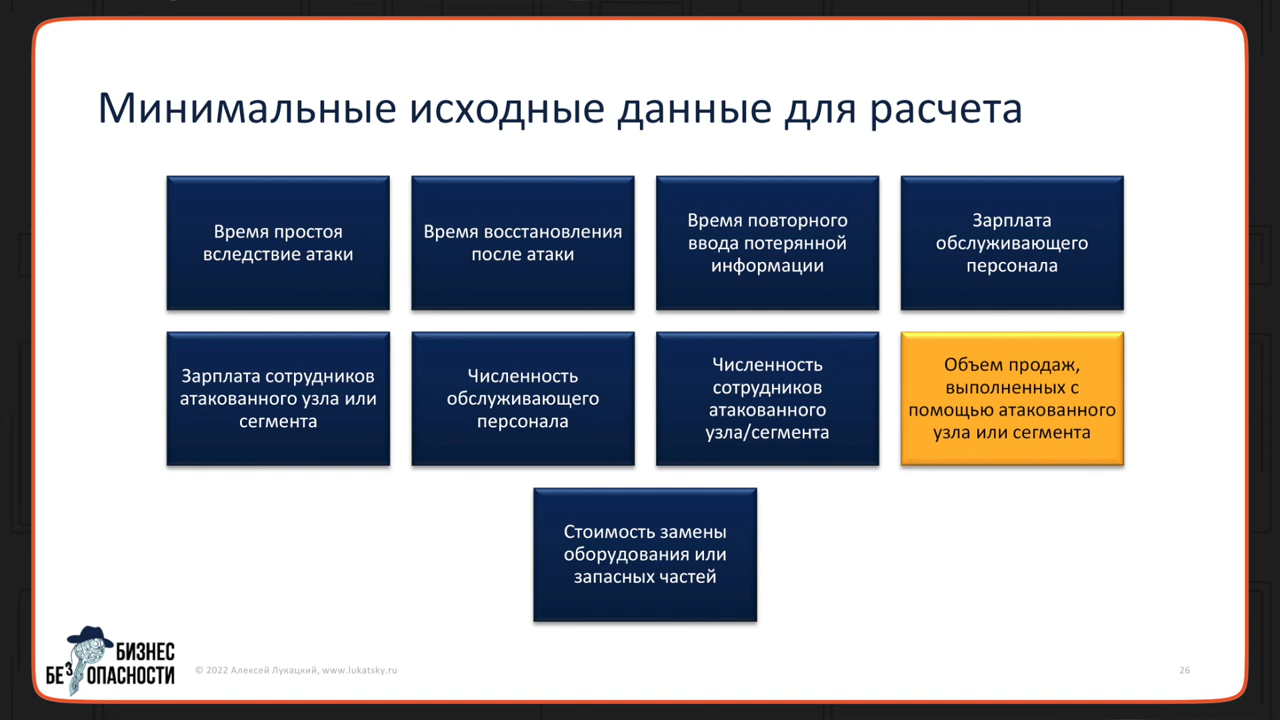 Минимальные исходные данные для расчета
Время простоя
вследствие атаки
Время восстановления
после атаки
Время повторного
ввода потерянной
информации
Зарплата
обслуживающего
персонала
Зарплата сотрудников
атакованного узла или
сегмента
Численность
обслуживающего
персонала
Численность
сотрудников
атакованного
узла/сегмента
Объем продаж,
выполненных с
помощью атакованного
узла или сегмента
Стоимость замены
оборудования или
запасных частей
БИЗНЕС
БЕЗОПАСНОСТИ
© 2022 Алексей Лукацкий, www.lukatsky.ru
26